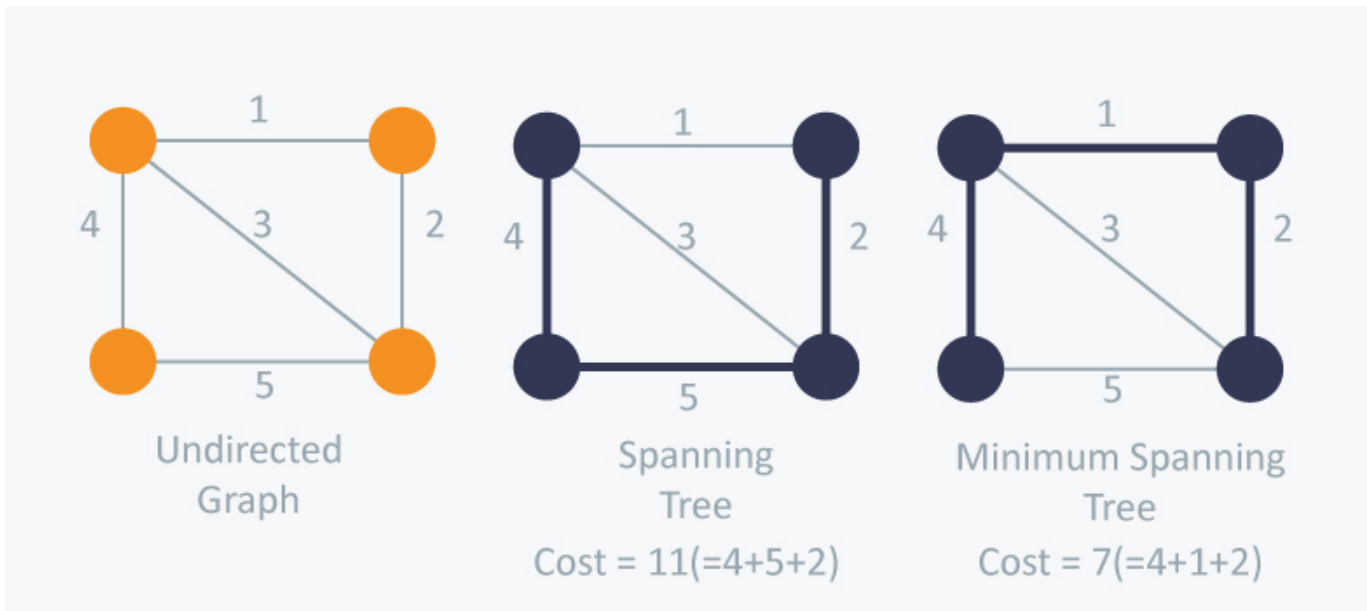 1
4
3
2
5
Undirected
Graph
1
4
3
2
5
Spanning
Tree
Cost = 11(=4+5+2)
1
4
3
2
5
Minimum Spanning
Tree
Cost = 7(=4+1+2)